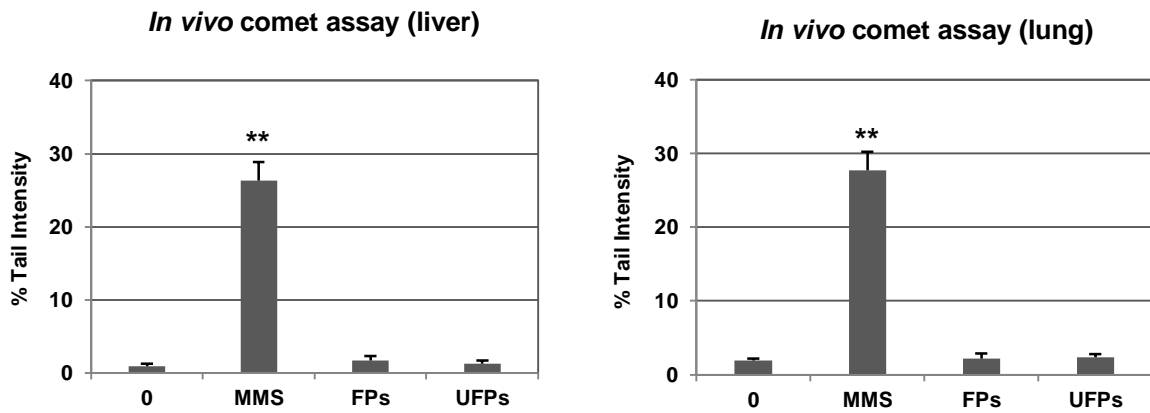 In vivo comet assay (liver)
% Tail Intensity
40
30
20
10
0
**
0 MMS FPs UFPs
In vivo comet assay (lung)
% Tail Intensity
40
30
20
10
0
**
0 MMS FPs UFPs